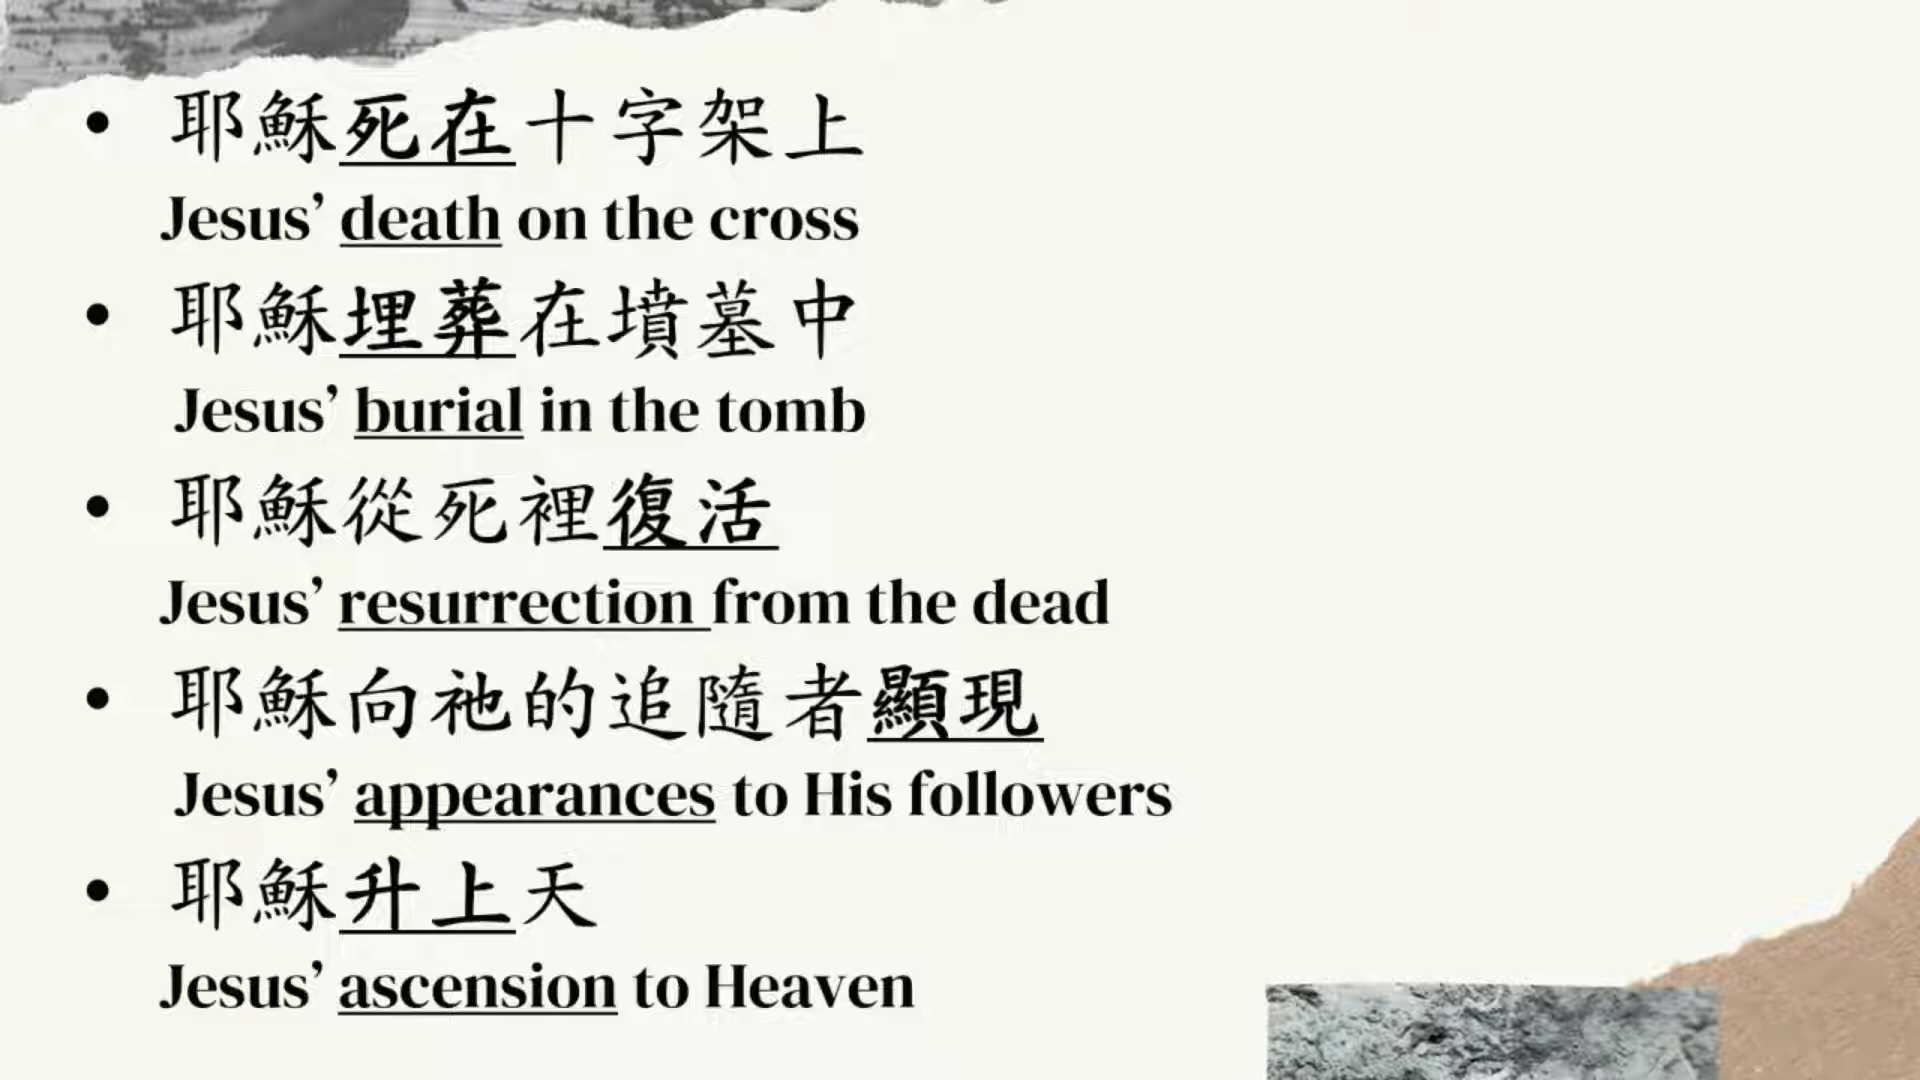 • 耶穌死在十字架上
Jesus’ death on the cross
• 耶穌埋葬在墳墓中
Jesus’ burial in the tomb
• 耶穌從死裡復活
Jesus’ resurrection from the dead
• 耶穌向祂的追隨者顯現
Jesus’ appearances to His followers
• 耶穌升上天
Jesus’ ascension to Heaven